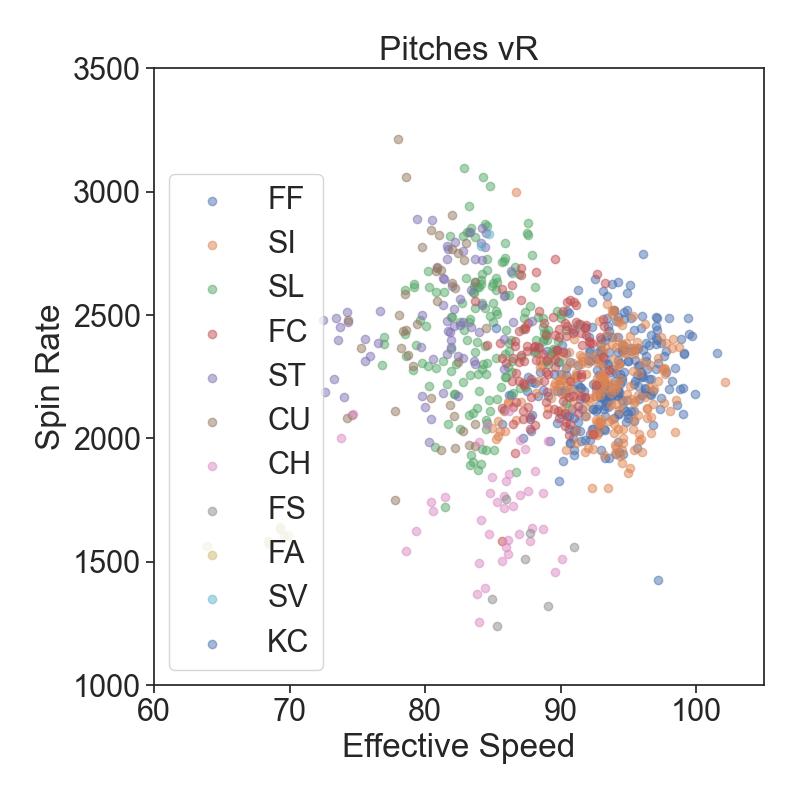 Pitches vR
3500
3000
2500
2000
1500
1000
Spin Rate
FF
SI
SL
FC
ST
CU
CH
FS
FA
SV
KC
60 70 80 90 100
Effective Speed